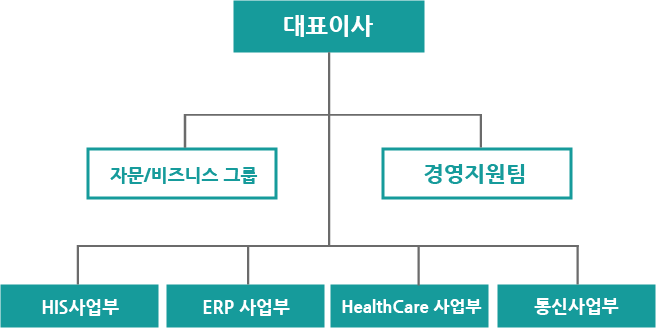 대표이사
자문/비즈니스 그룹
경영지원팀
HIS사업부
ERP 사업부
HealthCare 사업부
통신사업부